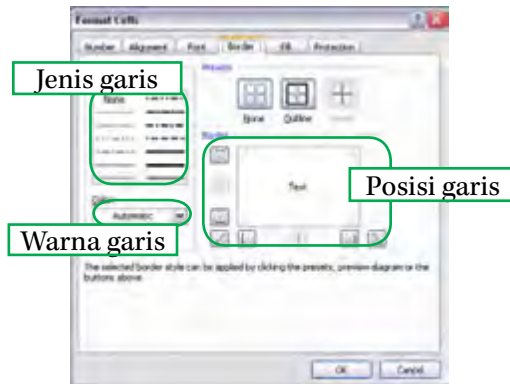 Format Cells
Number Alignment Font Border Fill Protection
Presets
Jenis garis
None
None Outline
Border
Text
Posisi garis
Color:
Automatic
Warna garis
The selected border style can be applied by clicking the presets, preview diagram or the
buttons above.
OK Cancel